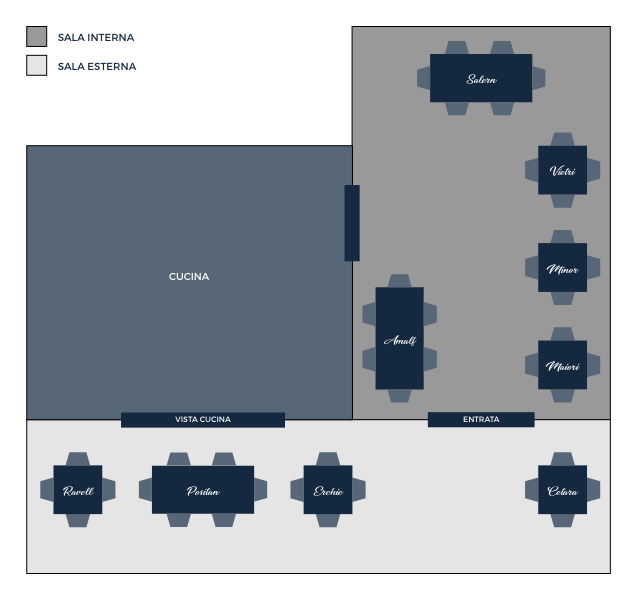 SALA INTERNA
SALA ESTERNA
Salern
Vietri
CUCINA
Minor
Amalf
Maiori
VISTA CUCINA
ENTRATA
Ravell
Positan
Erchie
Cetara